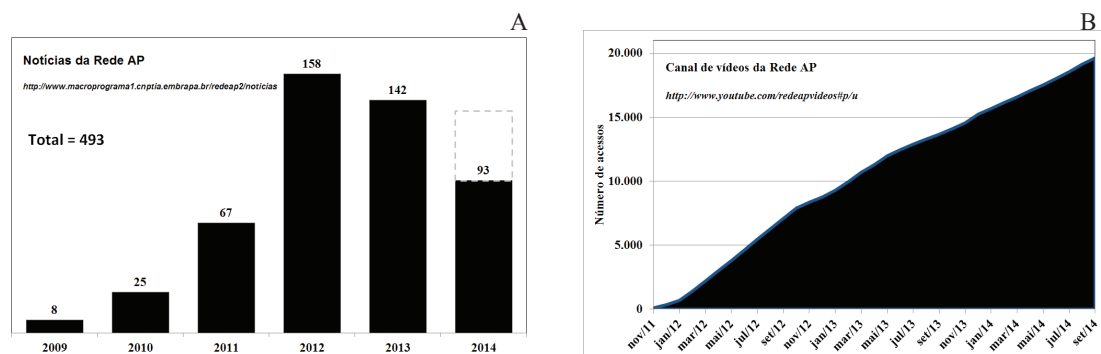 A
Notícias da Rede AP
http://www.macroprograma1.cnptia.embrapa.br/redeap2/noticias
Total = 493
8
25
67
158
142
93
2009
2010
2011
2012
2013
2014
B
Canal de vídeos da Rede AP
http://www.youtube.com/redeapvideos#p/u
Número de acessos
20.000
15.000
10.000
5.000
0
nov/11
jan/12
mar/12
mai/12
jul/12
set/12
nov/12
jan/13
mar/13
mai/13
jul/13
set/13
nov/13
jan/14
mar/14
mai/14
jul/14
set/14